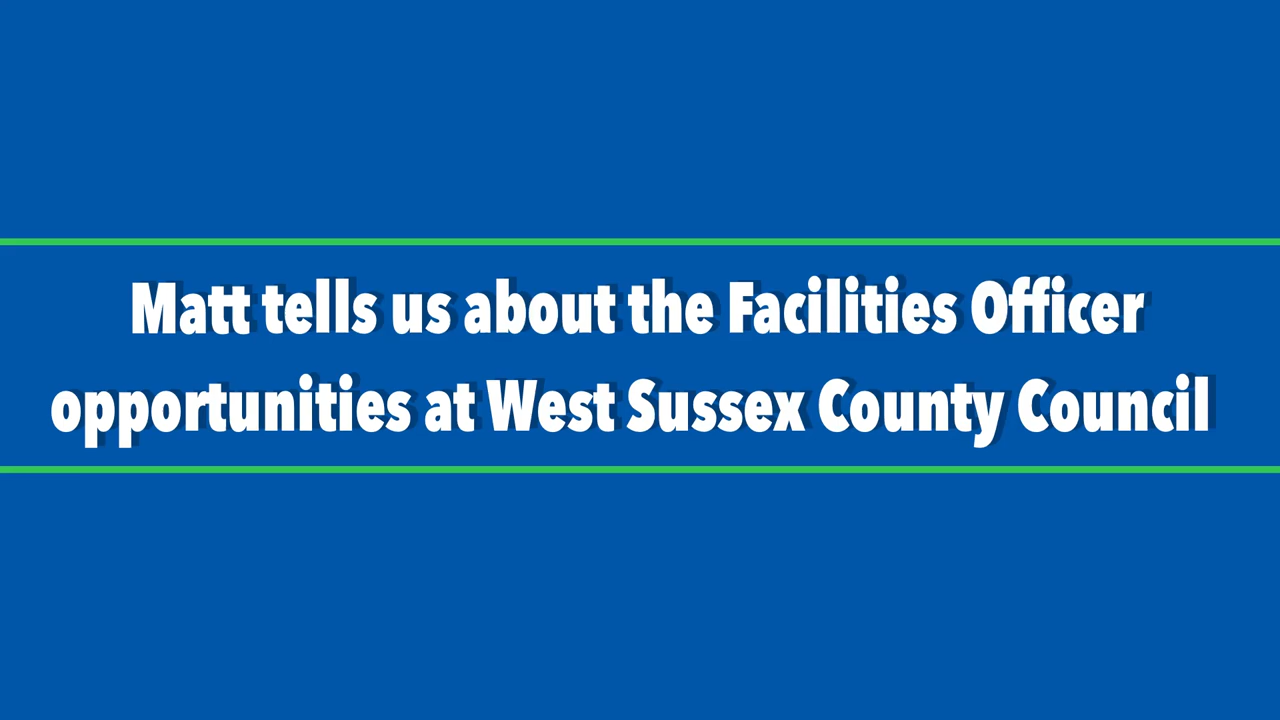 Matt tells us about the Facilities Officer
opportunities at West Sussex County Council